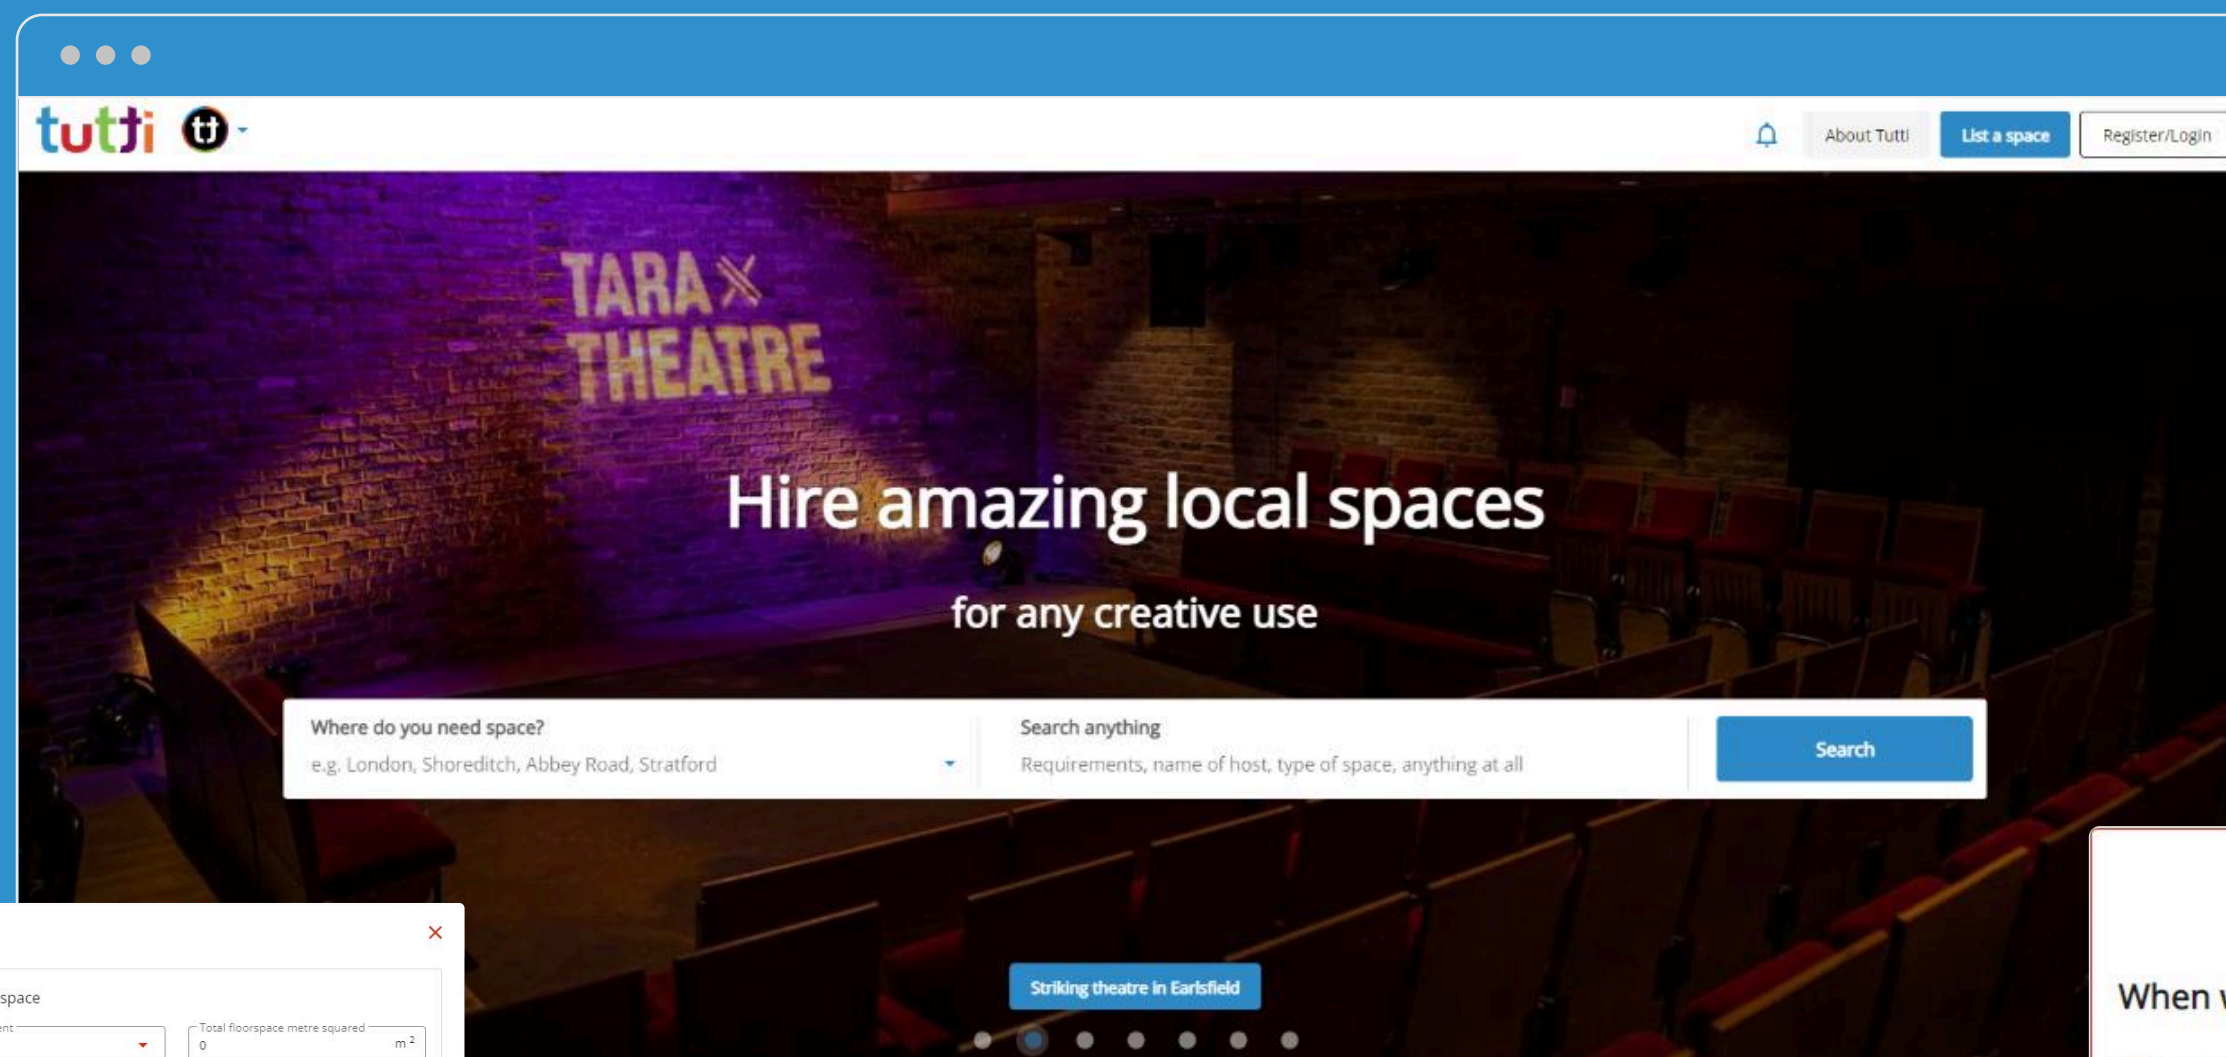 tutti tt
About Tutti
List a space
Register/Login
TARA
THEATRE
Hire amazing local spaces
for any creative use
Where do you need space?
e.g. London, Shoreditch, Abbey Road, Stratford
Search anything
Requirements, name of host, type of space, anything at all
Search
Striking theatre in Earlsfield
space
Total floorspace metre squared
0 m²
When